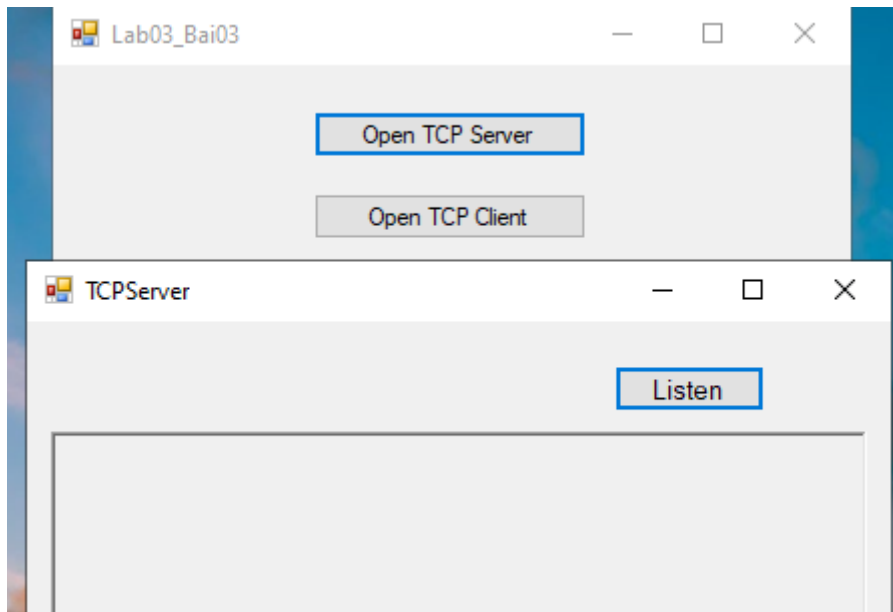 Lab03_Bai03
Open TCP Server
Open TCP Client
TCPServer
Listen